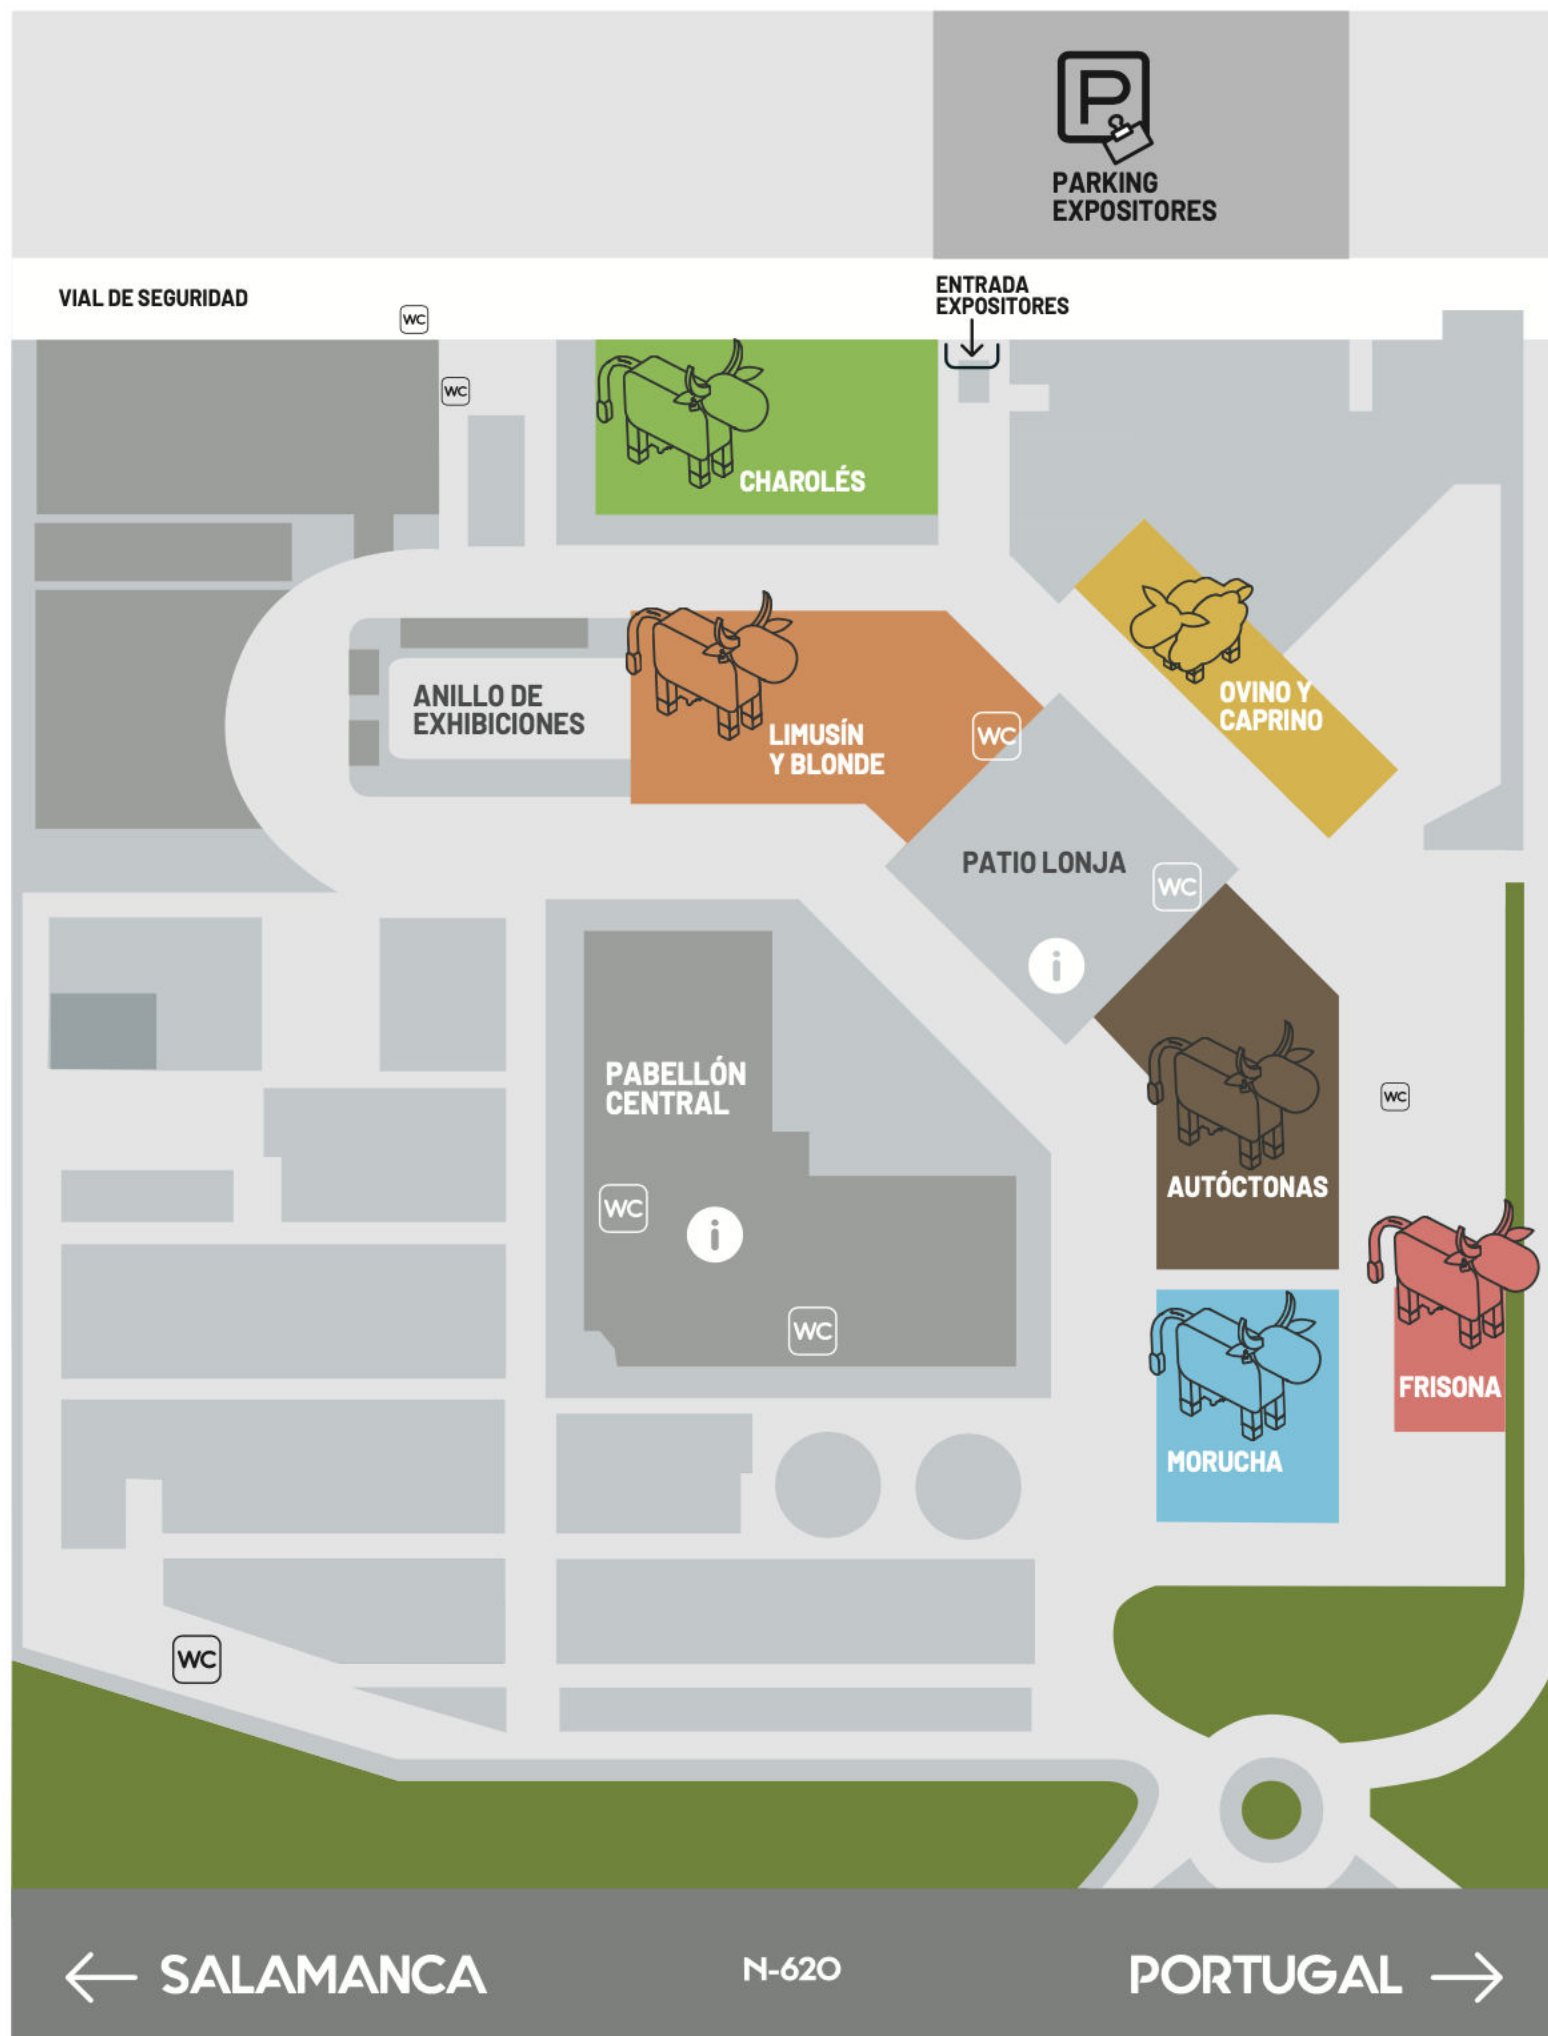 P
PARKING
EXPOSITORES
VIAL DE SEGURIDAD
WC
ENTRADA
EXPOSITORES
WC
CHAROLÉS
OVINO Y
CAPRINO
ANILLO DE
EXHIBICIONES
LIMUSÍN
Y BLONDE
WC
PATIO LONJA
WC
i
PABELLÓN
CENTRAL
WC
AUTÓCTONAS
WC
i
WC
FRISONA
MORUCHA
WC
SALAMANCA
N-620
PORTUGAL